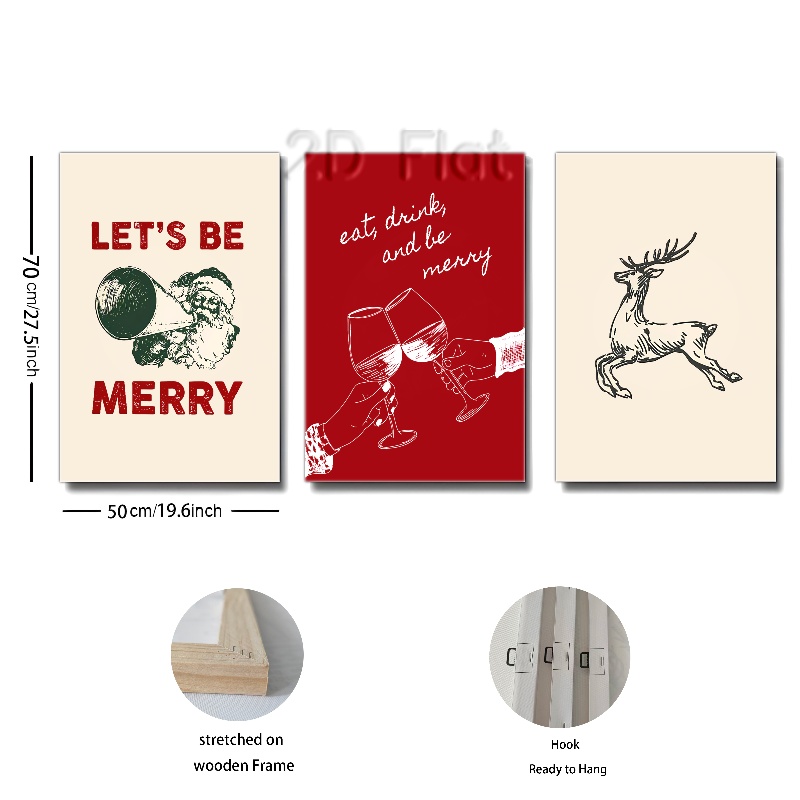 2.D Flat
LET'S BE
MERRY
eat, drink,
and be
merry
70cm/27.5inch
50cm/19.6inch
stretched on
wooden Frame
Hook
Ready to Hang